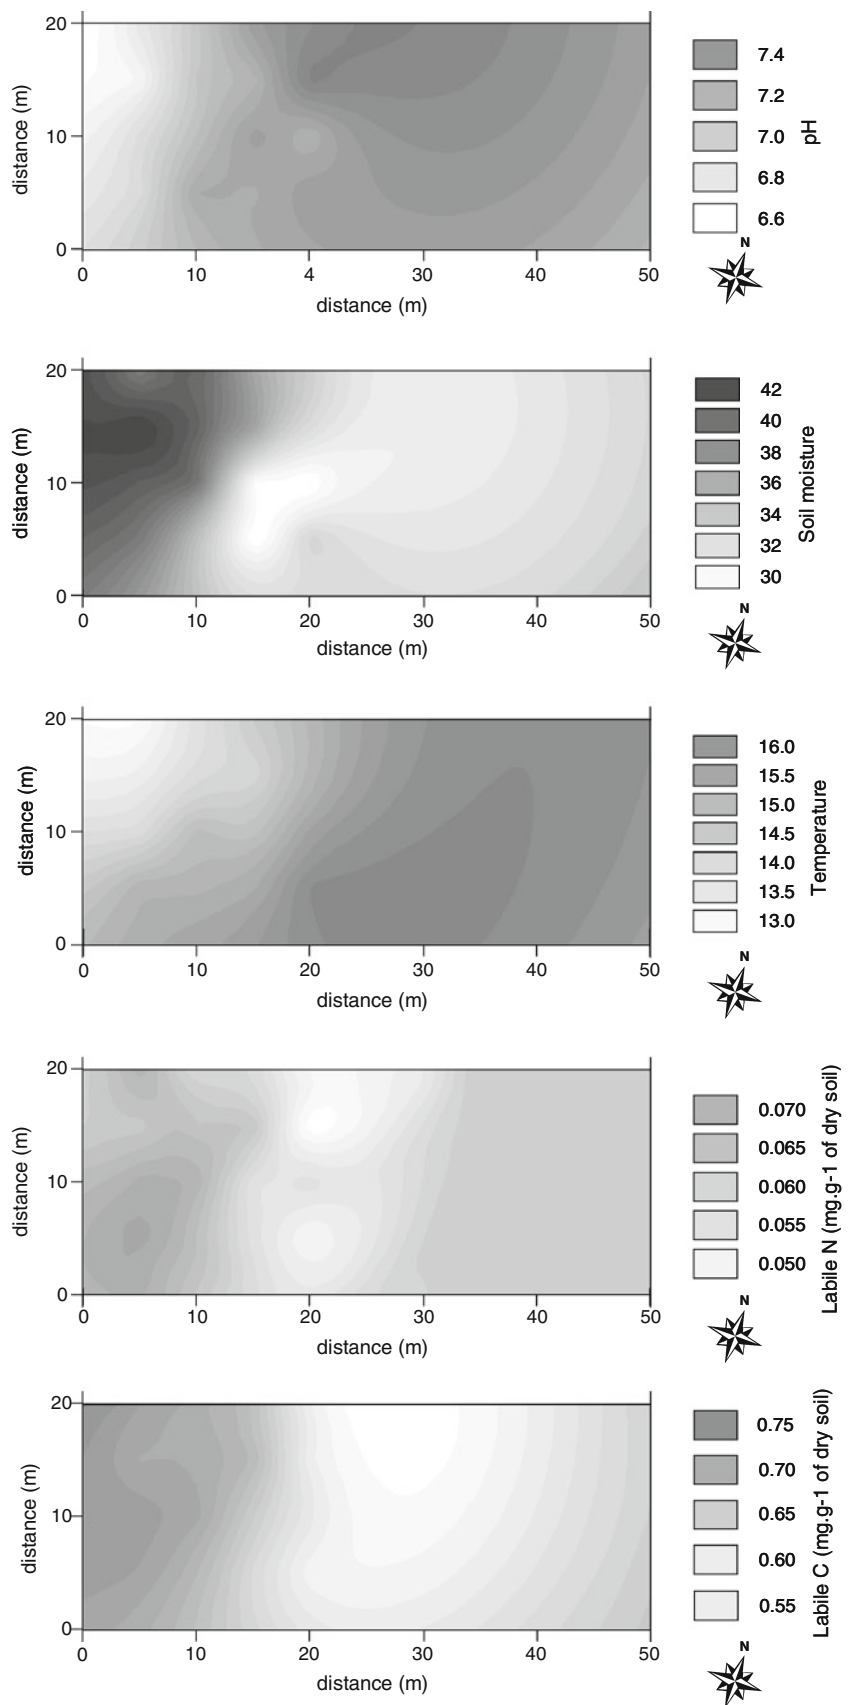 20
10
0
distance (m)
0 10 4 30 40 50
distance (m)
7.4
7.2
7.0
6.8
6.6
pH
N
20
10
0
distance (m)
0 10 20 30 40 50
distance (m)
42
40
38
36
34
32
30
Soil moisture
N
20
10
0
distance (m)
0 10 20 30 40 50
distance (m)
16.0
15.5
15.0
14.5
14.0
13.5
13.0
Temperature
N
20
10
0
distance (m)
0 10 20 30 40 50
distance (m)
0.070
0.065
0.060
0.055
0.050
Labile N (mg.g-1 of dry soil)
N
20
10
0
distance (m)
0 10 20 30 40 50
distance (m)
0.75
0.70
0.65
0.60
0.55
Labile C (mg.g-1 of dry soil)
N